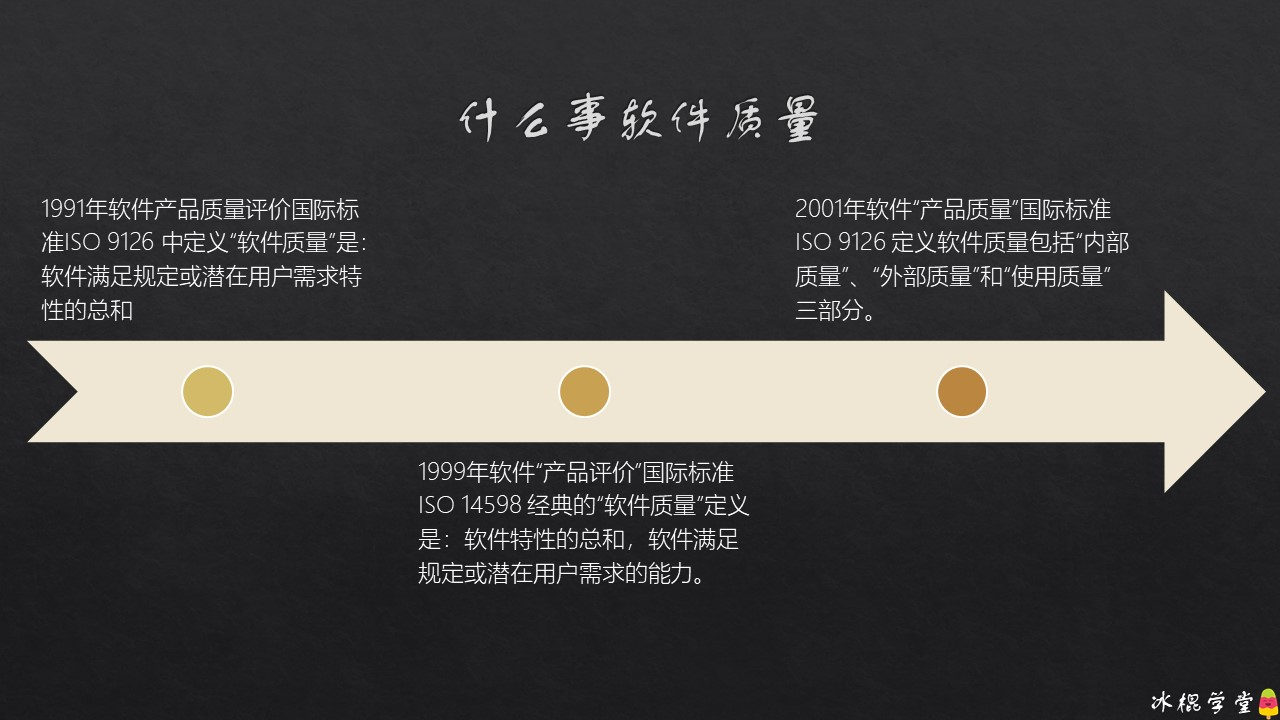 什么事软件质量
1991年软件产品质量评价国际标
准ISO 9126 中定义“软件质量”是：
软件满足规定或潜在用户需求特
性的总和
1999年软件“产品评价”国际标准
ISO 14598 经典的“软件质量”定义
是：软件特性的总和，软件满足
规定或潜在用户需求的能力。
2001年软件“产品质量”国际标准
ISO 9126 定义软件质量包括“内部
质量”、“外部质量”和“使用质量”
三部分。
冰棍学堂